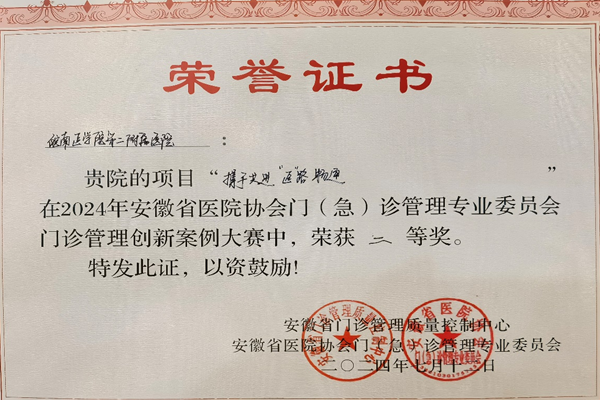 荣誉证书
皖南医学院第二附属医院：
贵院的项目“携手共进“医”路畅通”
在2024年安徽省医院协会门（急）诊管理专业委员会
门诊管理创新案例大赛中，荣获 二 等奖。
特发此证，以资鼓励！
安徽省门诊管理质量控制中心
安徽省医院协会门（急）诊管理专业委员会
二〇二四年七月十 日